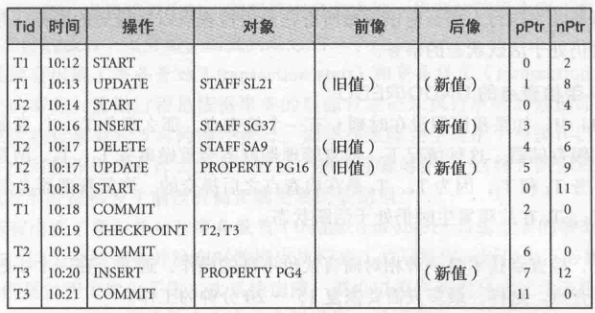 Tid 时间 操作 对象 前像 后像 pPtr nPtr
T1 10:12 START 0 2
T1 10:13 UPDATE STAFF SL21 (旧值) (新值) 1 8
T2 10:14 START 0 4
T2 10:16 INSERT STAFF SG37 (新值) 3 5
T2 10:17 DELETE STAFF SA9 (旧值) 4 6
T2 10:17 UPDATE PROPERTY PG16 (旧值) (新值) 5 9
T3 10:18 START 0 11
T1 10:18 COMMIT 2 0
10:19 CHECKPOINT T2, T3
T2 10:19 COMMIT 6 0
T3 10:20 INSERT PROPERTY PG4 (新值) 7 12
T3 10:21 COMMIT 11 0